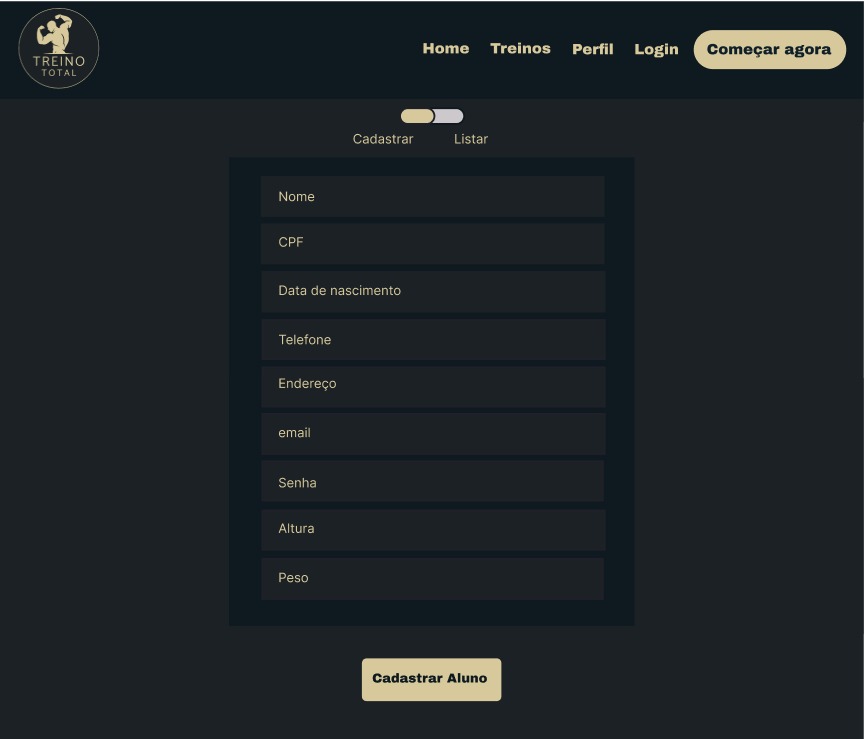 TREINO
TOTAL
Home Treinos Perfil Login Começar agora
Cadastrar Listar
Nome
CPF
Data de nascimento
Telefone
Endereço
email
Senha
Altura
Peso
Cadastrar Aluno